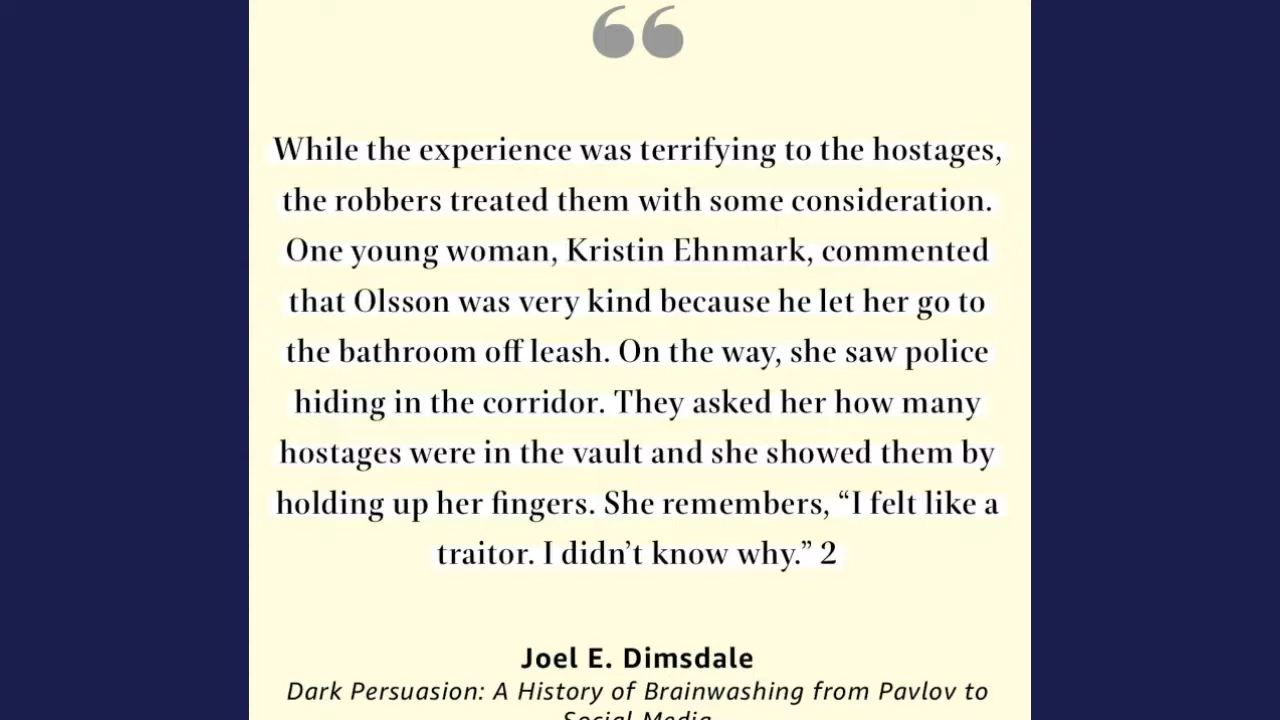 “
While the experience was terrifying to the hostages,
the robbers treated them with some consideration.
One young woman, Kristin Ehnmark, commented
that Olsson was very kind because he let her go to
the bathroom off leash. On the way, she saw police
hiding in the corridor. They asked her how many
hostages were in the vault and she showed them by
holding up her fingers. She remembers, “I felt like a
traitor. I didn’t know why.” 2
Joel E. Dimsdale
Dark Persuasion: A History of Brainwashing from Pavlov to
Social Media